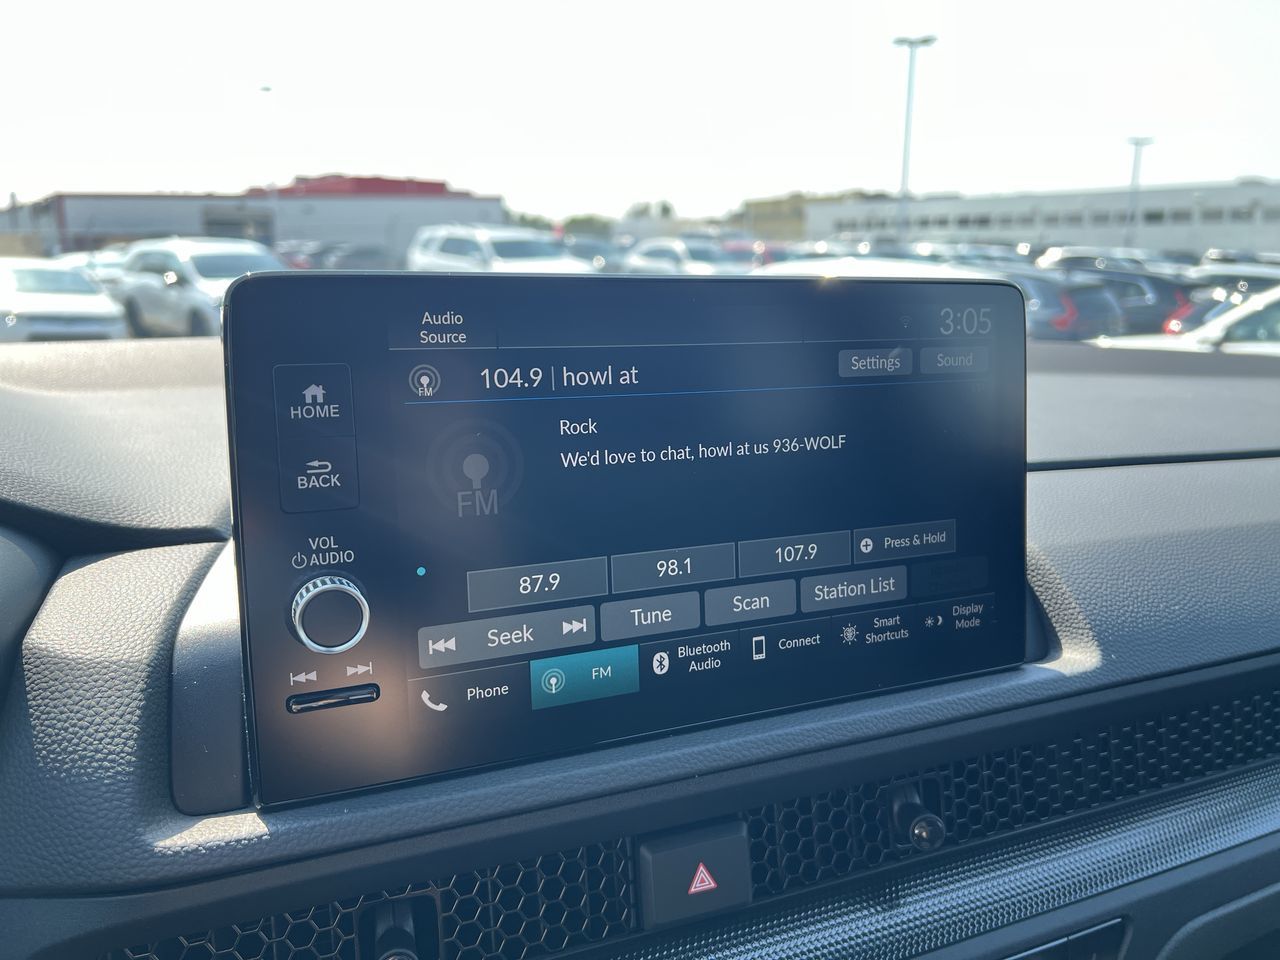 Audio
Source
3:05
FM
104.9 | howl at
Settings
Sound
HOME
BACK
Rock
We'd love to chat, howl at us 936-WOLF
FM
VOL
AUDIO
87.9
98.1
107.9
Press & Hold
Seek
Tune
Scan
Station List
Phone
FM
Bluetooth
Audio
Connect
Smart
Shortcuts
Display
Mode